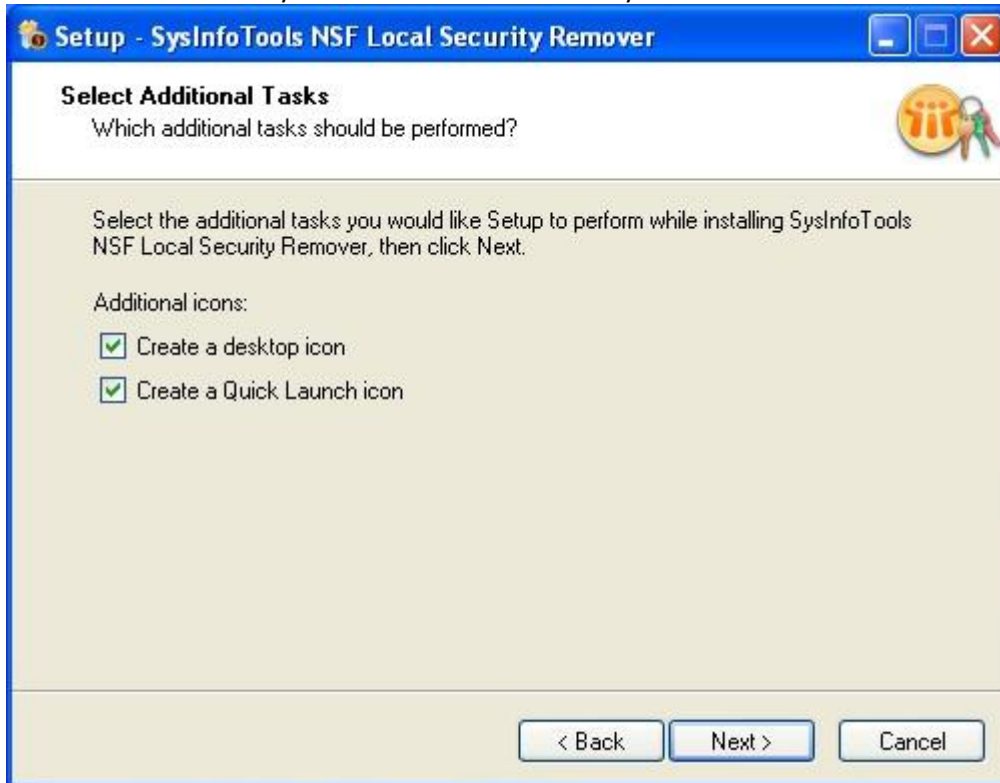 Setup - SysInfoTools NSF Local Security Remover
Select Additional Tasks
Which additional tasks should be performed?
Select the additional tasks you would like Setup to perform while installing SysInfoTools
NSF Local Security Remover, then click Next.
Additional icons:
Create a desktop icon
Create a Quick Launch icon
< Back
Next >
Cancel